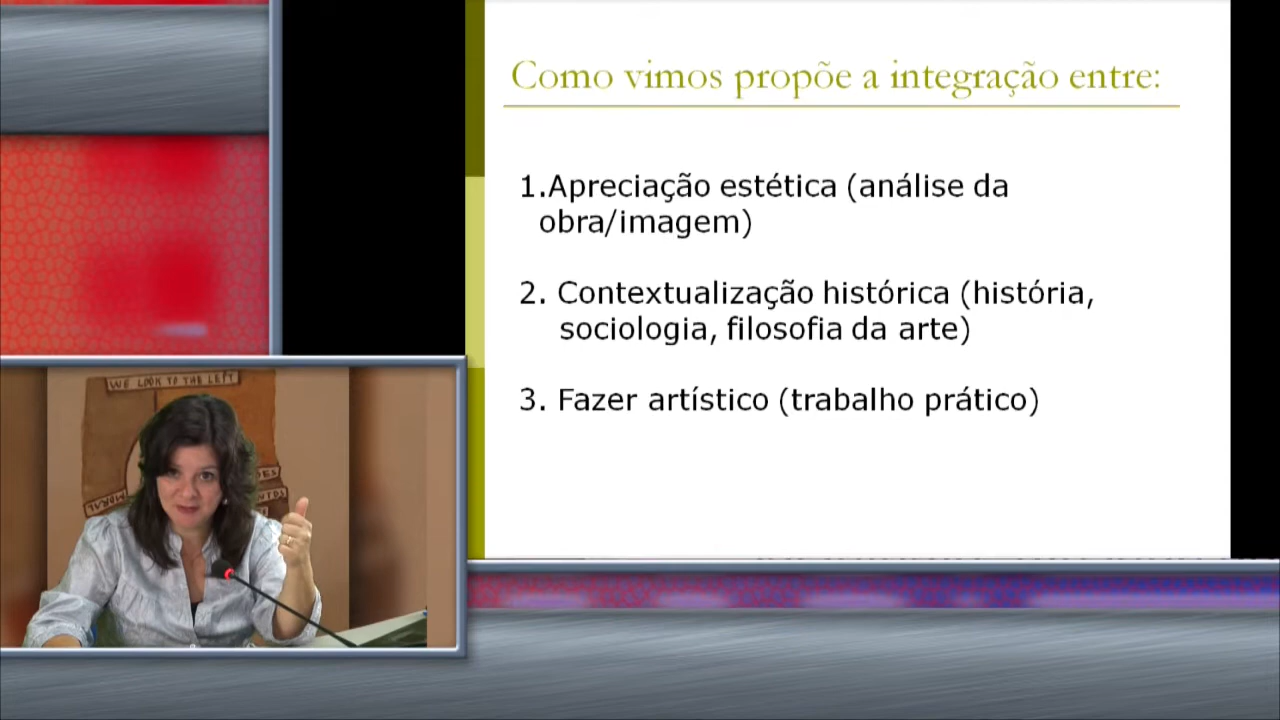 Como vimos propõe a integração entre:
1.Apreciação estética (análise da
obra/imagem)
2. Contextualização histórica (história,
sociologia, filosofia da arte)
3. Fazer artístico (trabalho prático)
WE LOOK TO THE LEFT